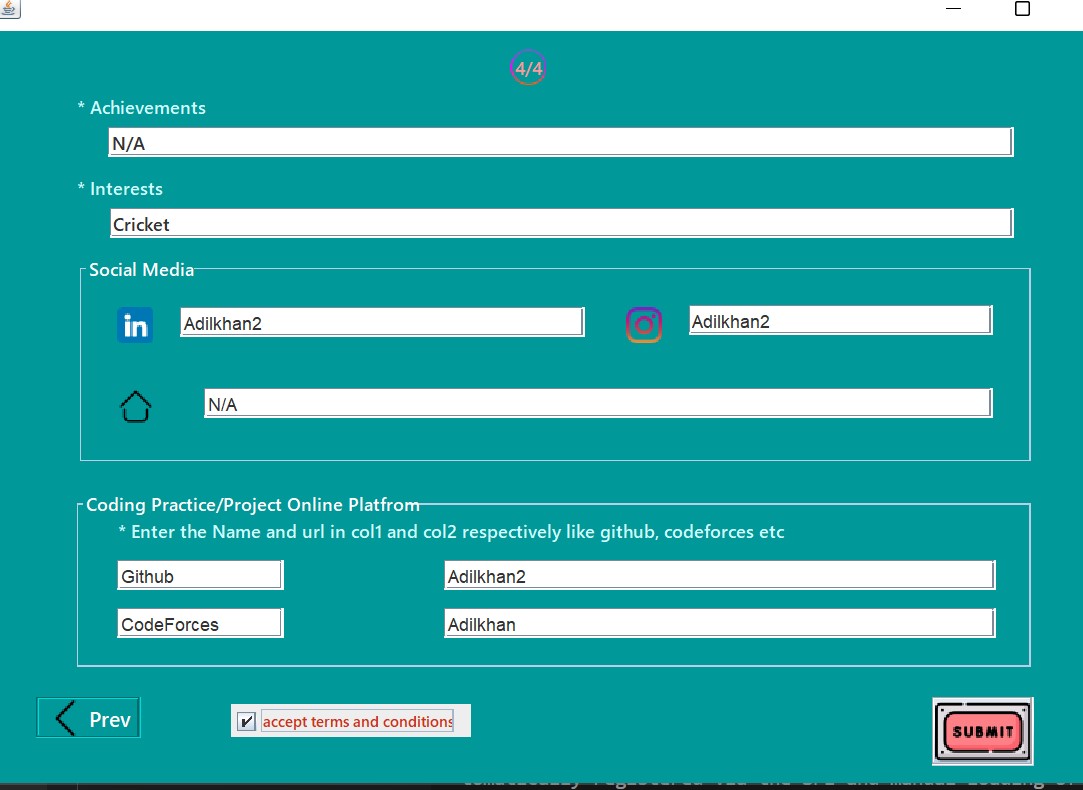 4/4
* Achievements
N/A
* Interests
Cricket
Social Media
in Adilkhan2 Adilkhan2
N/A
Coding Practice/Project Online Platfrom
* Enter the Name and url in col1 and col2 respectively like github, codeforces etc
Github Adilkhan2
CodeForces Adilkhan
Prev accept terms and conditions SUBMIT